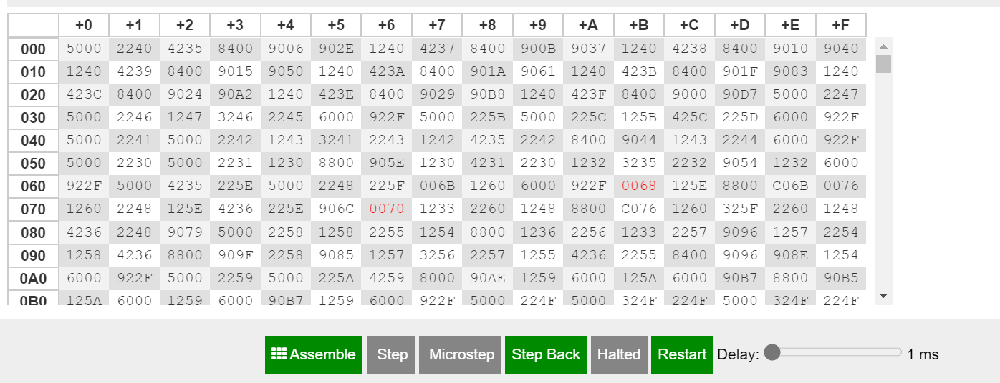 +0 +1 +2 +3 +4 +5 +6 +7 +8 +9 +A +B +C +D +E +F
000 5000 2240 4235 8400 9006 902E 1240 4237 8400 900B 9037 1240 4238 8400 9010 9040
010 1240 4239 8400 9015 9050 1240 423A 8400 901A 9061 1240 423B 8400 901F 9083 1240
020 423C 8400 9024 90A2 1240 423E 8400 9029 90B8 1240 423F 8400 9000 90D7 5000 2247
030 5000 2246 1247 3246 2245 6000 922F 5000 225B 5000 225C 125B 425C 225D 6000 922F
040 5000 2241 5000 2242 1243 3241 2243 1242 4235 2242 8400 9044 1243 2244 6000 922F
050 5000 2230 5000 2231 1230 8800 905E 1230 4231 2230 1232 3235 2232 9054 1232 6000
060 922F 5000 4235 225E 5000 2248 225F 006B 1260 6000 922F 0068 125E 8800 C06B 0076
070 1260 2248 125E 4236 225E 906C 0070 1233 2260 1248 8800 C076 1260 325F 2260 1248
080 4236 2248 9079 5000 2258 1258 2255 1254 8800 1236 2256 1233 2257 9096 1257 2254
090 1258 4236 8800 909F 2258 9085 1257 3256 2257 1255 4236 2255 8400 9096 908E 1254
0A0 6000 922F 5000 2259 5000 225A 4259 8000 90AE 1259 6000 125A 6000 90B7 8800 90B5
0B0 125A 6000 1259 6000 90B7 1259 6000 922F 5000 224F 5000 324F 224F 5000 324F 224F
Assemble Step Microstep Step Back Halted Restart Delay: 1 ms